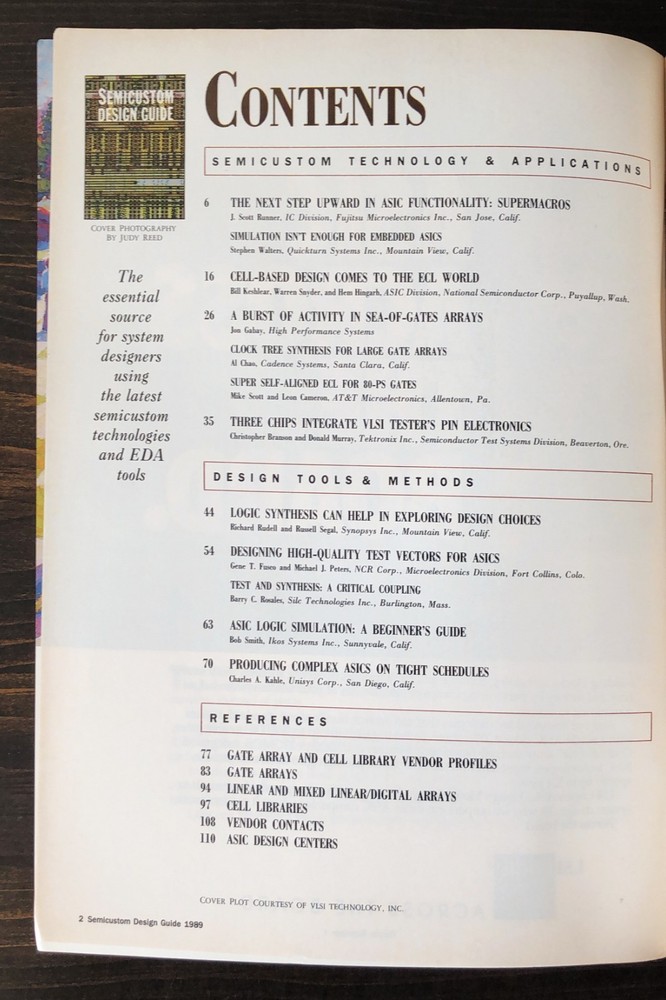 SEMICUSTOM
DESIGN GUIDE
COVER PHOTOGRAPHY
BY JUDY REED
The
essential
source
for system
designers
using
the latest
semicustom
technologies
and EDA
tools
CONTENTS
SEMICUSTOM TECHNOLOGY & APPLICATIONS
6 THE NEXT STEP UPWARD IN ASIC FUNCTIONALITY: SUPERMACROS
J. Scott Runner, IC Division, Fujitsu Microelectronics Inc., San Jose, Calif.
SIMULATION ISN'T ENOUGH FOR EMBEDDED ASICS
Stephen Walters, Quickturn Systems Inc., Mountain View, Calif.
16 CELL-BASED DESIGN COMES TO THE ECL WORLD
Bill Keshlear, Warren Snyder, and Hem Hingarh, ASIC Division, National Semiconductor Corp., Puyallup, Wash.
26 A BURST OF ACTIVITY IN SEA-OF-GATES ARRAYS
Jon Gabay, High Performance Systems
CLOCK TREE SYNTHESIS FOR LARGE GATE ARRAYS
Al Chao, Cadence Systems, Santa Clara, Calif.
SUPER SELF-ALIGNED ECL FOR 80-PS GATES
Mike Scott and Leon Cameron, AT&T Microelectronics, Allentown, Pa.
35 THREE CHIPS INTEGRATE VLSI TESTER'S PIN ELECTRONICS
Christopher Branson and Donald Murray, Tektronix Inc., Semiconductor Test Systems Division, Beaverton, Ore.
DESIGN TOOLS & METHODS
44 LOGIC SYNTHESIS CAN HELP IN EXPLORING DESIGN CHOICES
Richard Rudell and Russell Segal, Synopsys Inc., Mountain View, Calif.
54 DESIGNING HIGH-QUALITY TEST VECTORS FOR ASICS
Gene T. Fusco and Michael J. Peters, NCR Corp., Microelectronics Division, Fort Collins, Colo.
TEST AND SYNTHESIS: A CRITICAL COUPLING
Barry C. Rosales, Silc Technologies Inc., Burlington, Mass.
63 ASIC LOGIC SIMULATION: A BEGINNER'S GUIDE
Bob Smith, Ikos Systems Inc., Sunnyvale, Calif.
70 PRODUCING COMPLEX ASICS ON TIGHT SCHEDULES
Charles A. Kahle, Unisys Corp., San Diego, Calif.
REFERENCES
77 GATE ARRAY AND CELL LIBRARY VENDOR PROFILES
83 GATE ARRAYS
94 LINEAR AND MIXED LINEAR/DIGITAL ARRAYS
97 CELL LIBRARIES
108 VENDOR CONTACTS
110 ASIC DESIGN CENTERS
COVER PLOT COURTESY OF VLSI TECHNOLOGY, INC.
2 Semicustom Design Guide 1989